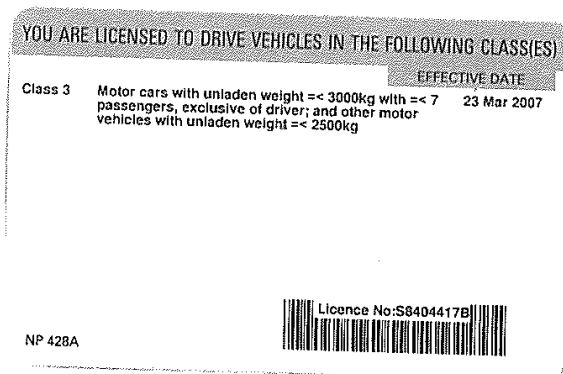 YOU ARE LICENSED TO DRIVE VEHICLES IN THE FOLLOWING CLASS(ES)
EFFECTIVE DATE
Class 3 Motor cars with unladen weight =< 3000kg with =< 7 23 Mar 2007
passengers, exclusive of driver; and other motor
vehicles with unladen weight =< 2500kg
Licence No:S8404417B
NP 428A